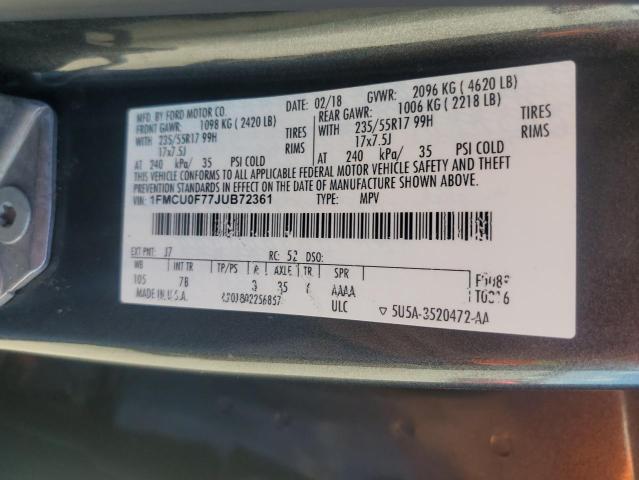 MFD. BY FORD MOTOR CO.
DATE: 02/18 GVWR: 2096 KG ( 4620 LB)
FRONT GAWR: 1098 KG ( 2420 LB) REAR GAWR: 1006 KG ( 2218 LB)
WITH 235/55R17 99H TIRES WITH 235/55R17 99H TIRES
17x7.5J RIMS 17x7.5J RIMS
AT 240 kPa/ 35 PSI COLD AT 240 kPa/ 35 PSI COLD
THIS VEHICLE CONFORMS TO ALL APPLICABLE FEDERAL MOTOR VEHICLE SAFETY AND THEFT
PREVENTION STANDARDS IN EFFECT ON THE DATE OF MANUFACTURE SHOWN ABOVE.
VIN: 1FMCU0F77JUB72361 TYPE: MPV
EXT PNT: J7 RC: 52 DSO:
WB INT TR TP/PS R AXLE TR SPR
105 7B 3 35 AAAA
MADE IN U.S.A. ULC
5U5A-3520472-AA